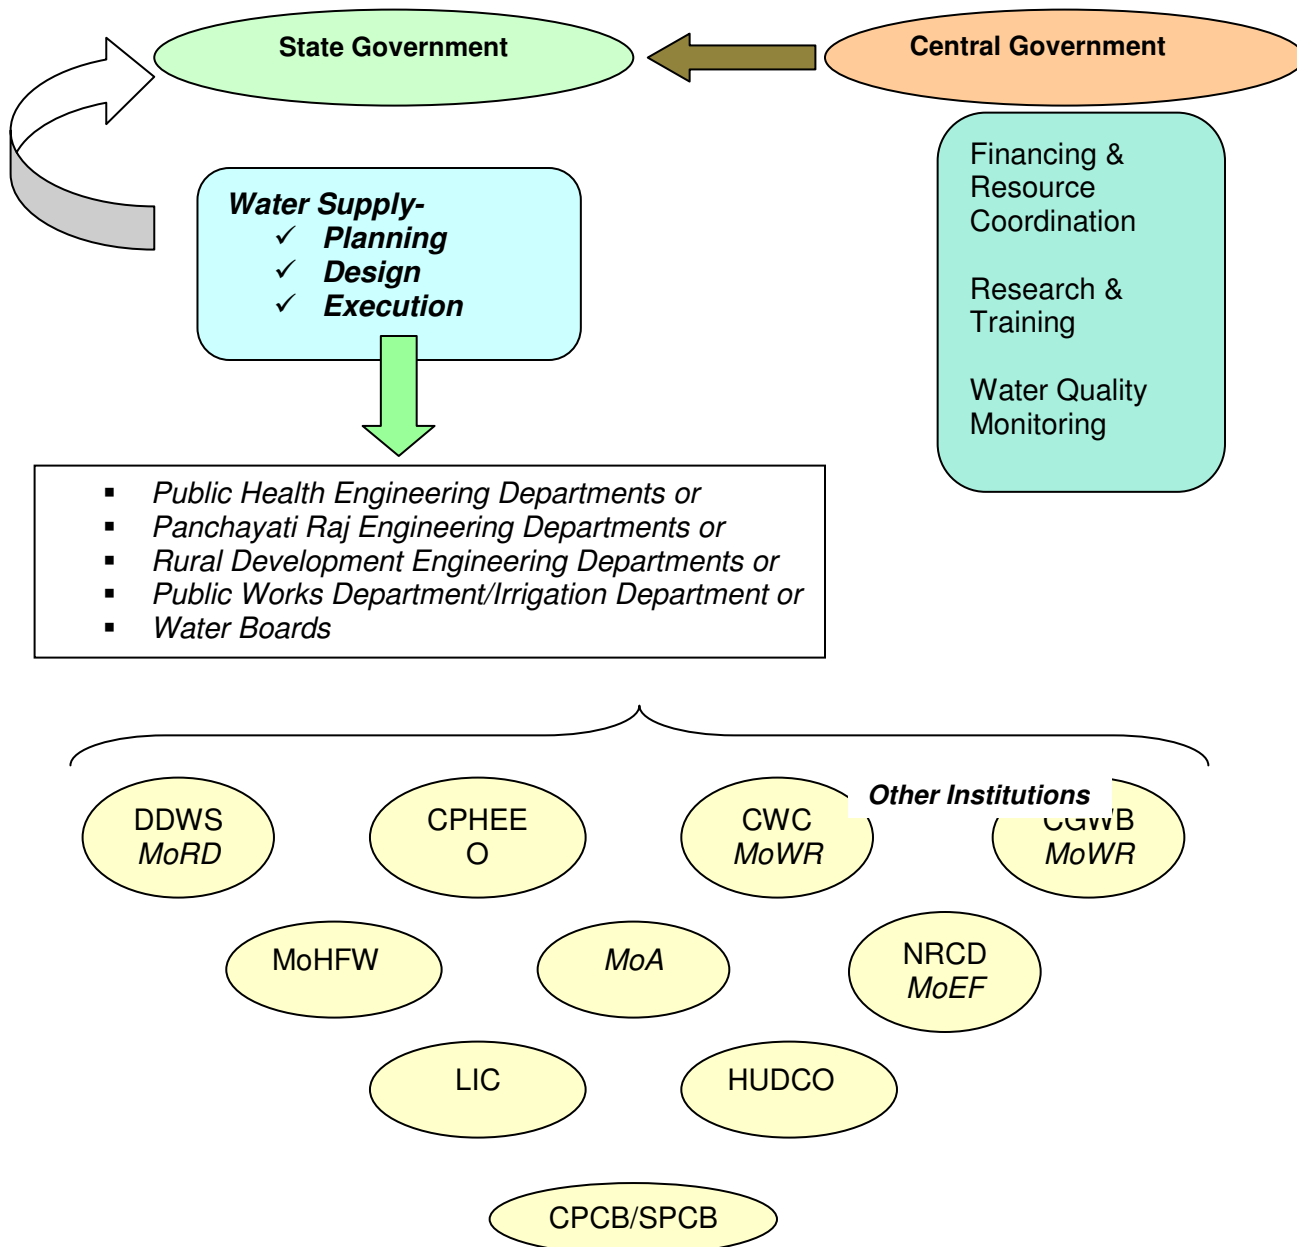 State Government
Central Government
Financing &
Resource
Coordination
Research &
Training
Water Quality
Monitoring
Water Supply-
✓ Planning
✓ Design
✓ Execution
▪ Public Health Engineering Departments or
▪ Panchayati Raj Engineering Departments or
▪ Rural Development Engineering Departments or
▪ Public Works Department/Irrigation Department or
▪ Water Boards
Other Institutions
DDWS
MoRD
CPHEE
O
CWC
MoWR
CGWB
MoWR
MoHFW
MoA
NRCD
MoEF
LIC
HUDCO
CPCB/SPCB